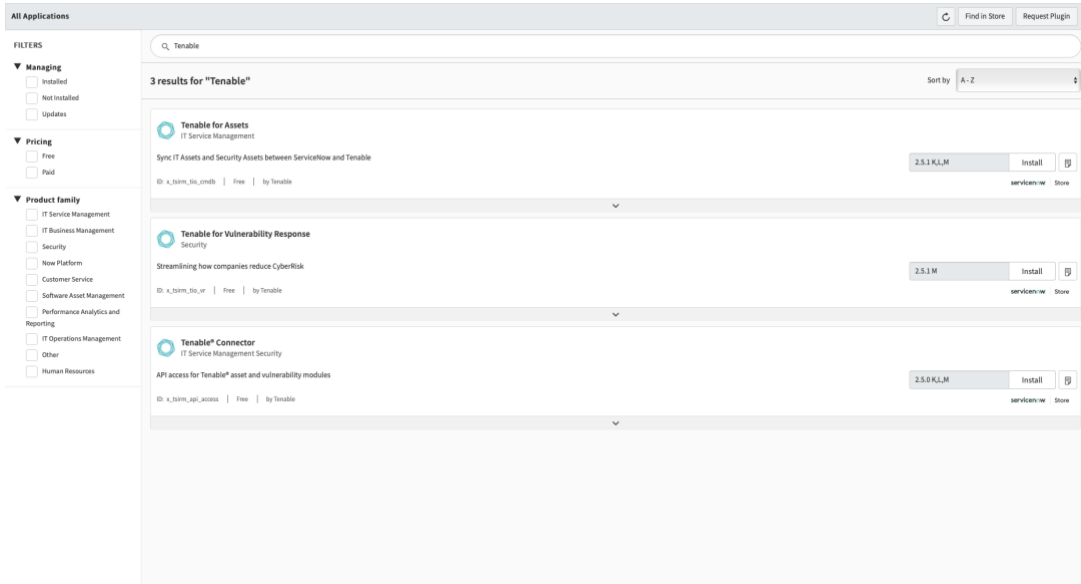 All Applications
Find in Store
Request Plugin
FILTERS
Managing
Installed
Not Installed
Updates
Pricing
Free
Paid
Product family
IT Service Management
IT Business Management
Security
Now Platform
Customer Service
Software Asset Management
Performance Analytics and
Reporting
IT Operations Management
Other
Human Resources
Tenable
3 results for "Tenable"
Sort by
A - Z
Tenable for Assets
IT Service Management
Sync IT Assets and Security Assets between ServiceNow and Tenable
2.5.1 K,L,M
Install
ID: x_tsirm_tio_cmdb | Free | by Tenable
servicenow Store
Tenable for Vulnerability Response
Security
Streamlining how companies reduce CyberRisk
2.5.1 M
Install
ID: x_tsirm_tio_vr | Free | by Tenable
servicenow Store
Tenable® Connector
IT Service Management Security
API access for Tenable® asset and vulnerability modules
2.5.0 K,L,M
Install
ID: x_tsirm_api_access | Free | by Tenable
servicenow Store